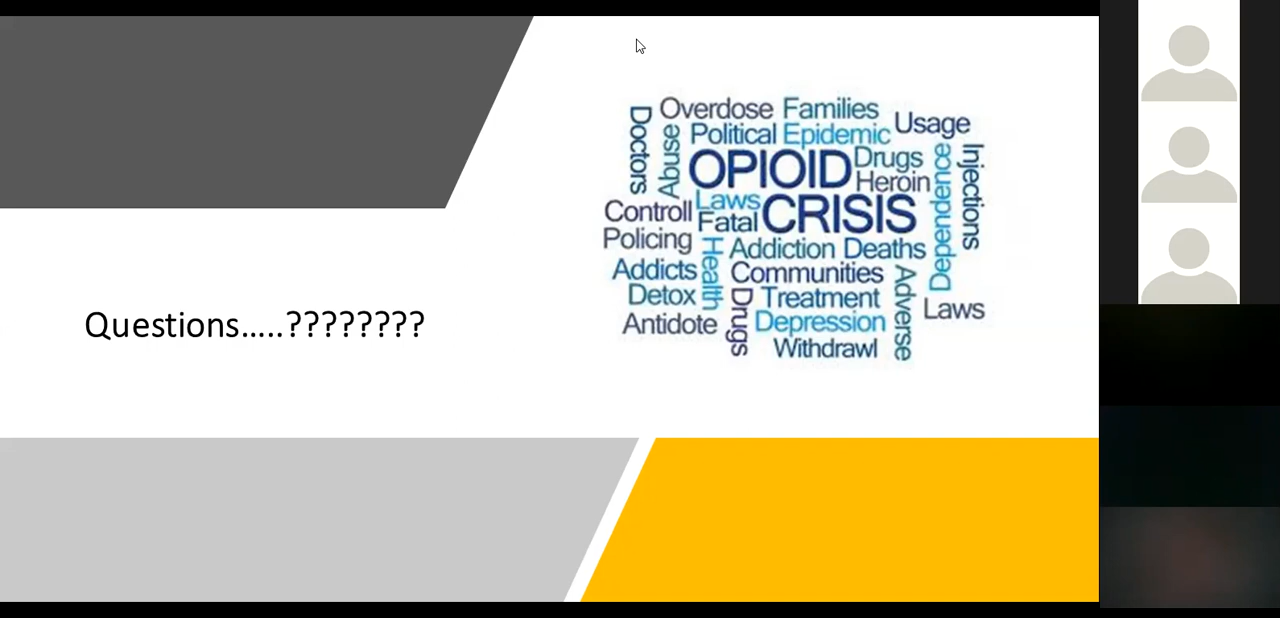 Questions.....????????
Doctors
Overdose Families
Usage
Abuse
Political Epidemic
OPIOID
Drugs
Heroin
Dependence
Injections
Laws
Controll
Fatal
CRISIS
Policing
Health
Addiction Deaths
Addicts
Communities
Adverse
Detox
Drugs
Treatment
Laws
Antidote
Depression
Withdrawl